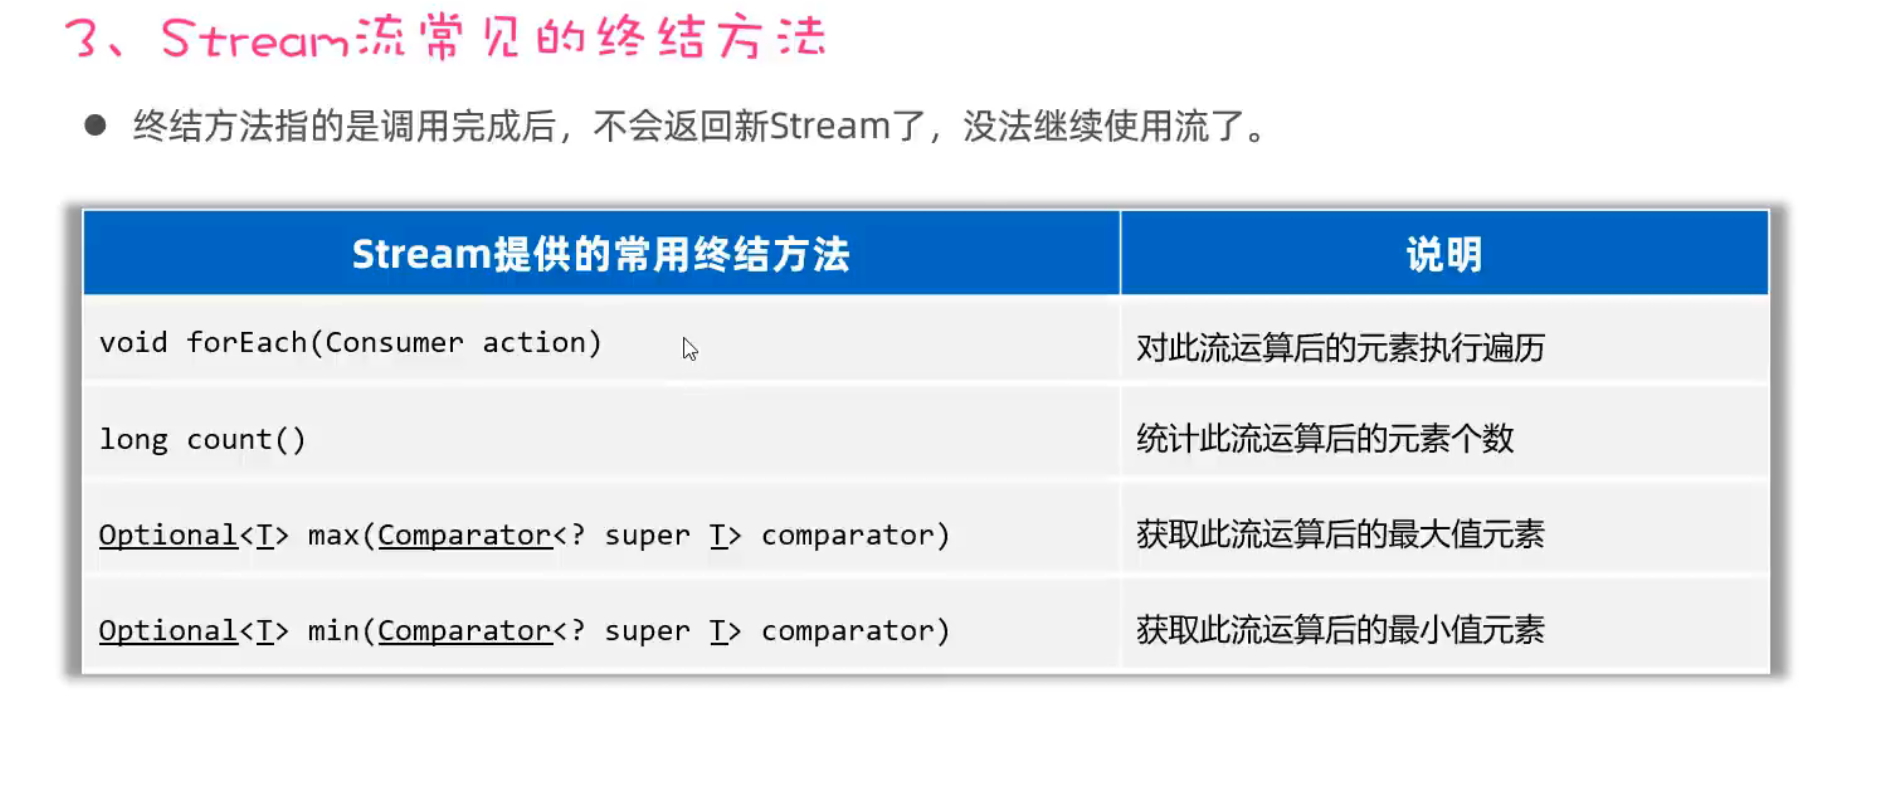 3、Stream流常见的终结方法
● 终结方法指的是调用完成后，不会返回新Stream了，没法继续使用流了。
Stream提供的常用终结方法 说明
void forEach(Consumer action) 对此流运算后的元素执行遍历
long count() 统计此流运算后的元素个数
Optional<T> max(Comparator<? super T> comparator) 获取此流运算后的最大值元素
Optional<T> min(Comparator<? super T> comparator) 获取此流运算后的最小值元素